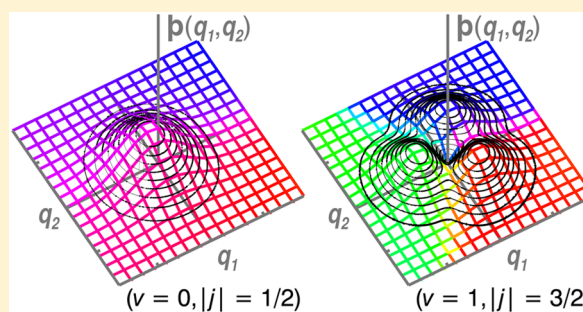 p(q₁,q₂)
p(q₁,q₂)
q₂
q₁
q₂
q₁
(v = 0,|j| = 1/2)
(v = 1,|j| = 3/2